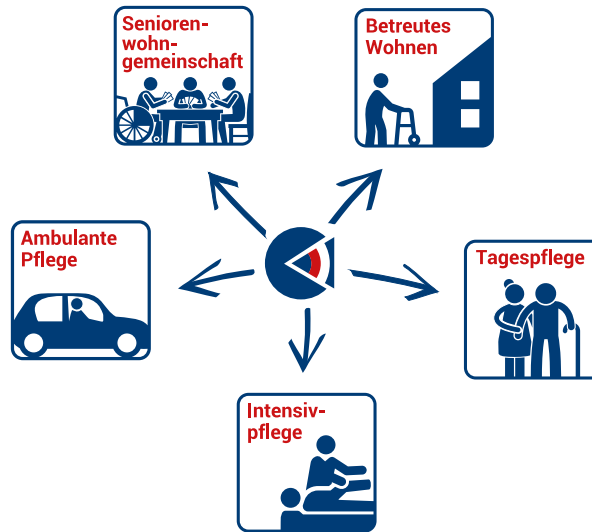 Senioren-
wohn-
gemeinschaft
Betreutes
Wohnen
Ambulante
Pflege
Tagespflege
Intensiv-
pflege